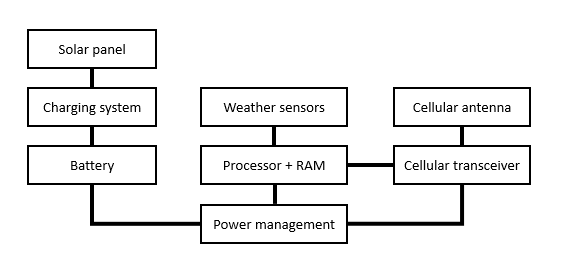 Solar panel
Charging system
Weather sensors
Cellular antenna
Battery
Processor + RAM
Cellular transceiver
Power management